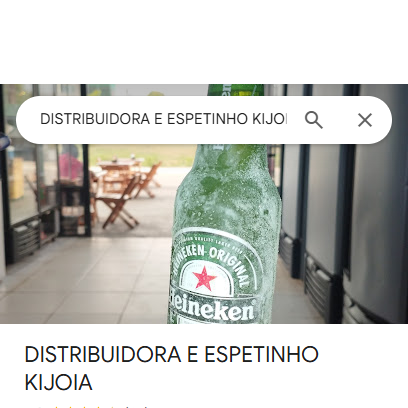 DISTRIBUIDORA E ESPETINHO KIJOI
HEINEKEN ORIGINAL
Heineken
DISTRIBUIDORA E ESPETINHO
KIJOIA